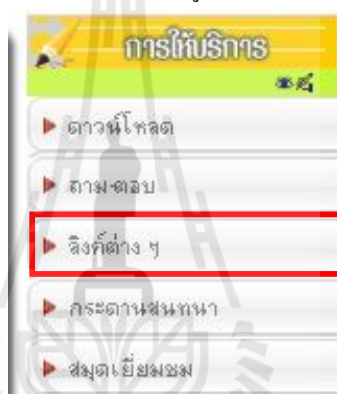 การให้บริการ
ดาวน์โหลด
ถาม-ตอบ
ลิงค์ต่าง ๆ
กระดานสนทนา
สมุดเยี่ยมชม